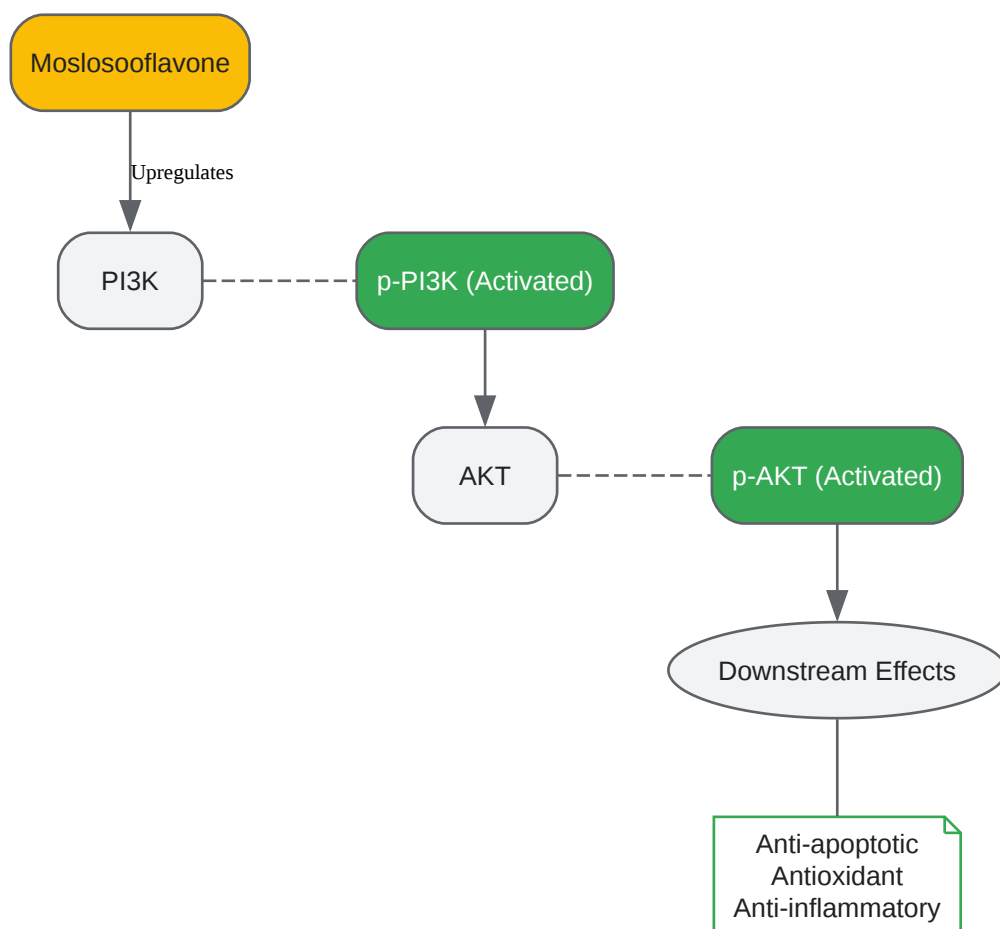 Moslosooflavone
Upregulates
PI3K
p-PI3K (Activated)
AKT
p-AKT (Activated)
Downstream Effects
Anti-apoptotic
Antioxidant
Anti-inflammatory